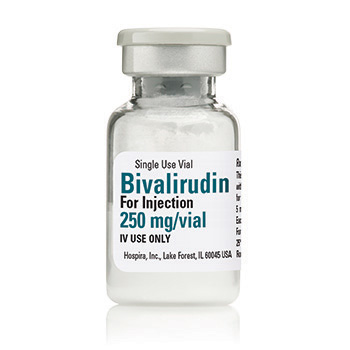 Single Use Vial
Bivalirudin
For Injection
250 mg/vial
IV USE ONLY
Hospira, Inc., Lake Forest, IL 60045 USA